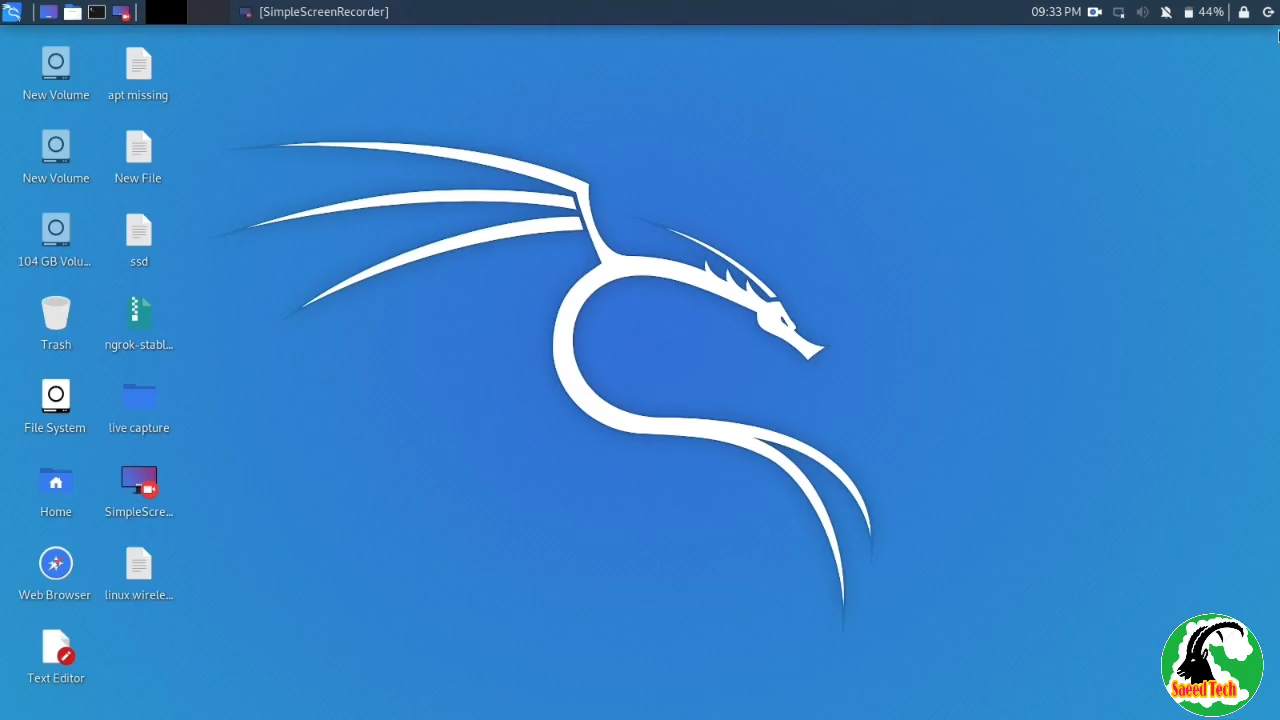 [SimpleScreenRecorder]
09:33 PM
44%
New Volume
apt missing
New Volume
New File
104 GB Volu...
ssd
Trash
ngrok-stabl...
File System
live capture
Home
SimpleScre...
Web Browser
linux wirele...
Text Editor
Saeed Tech